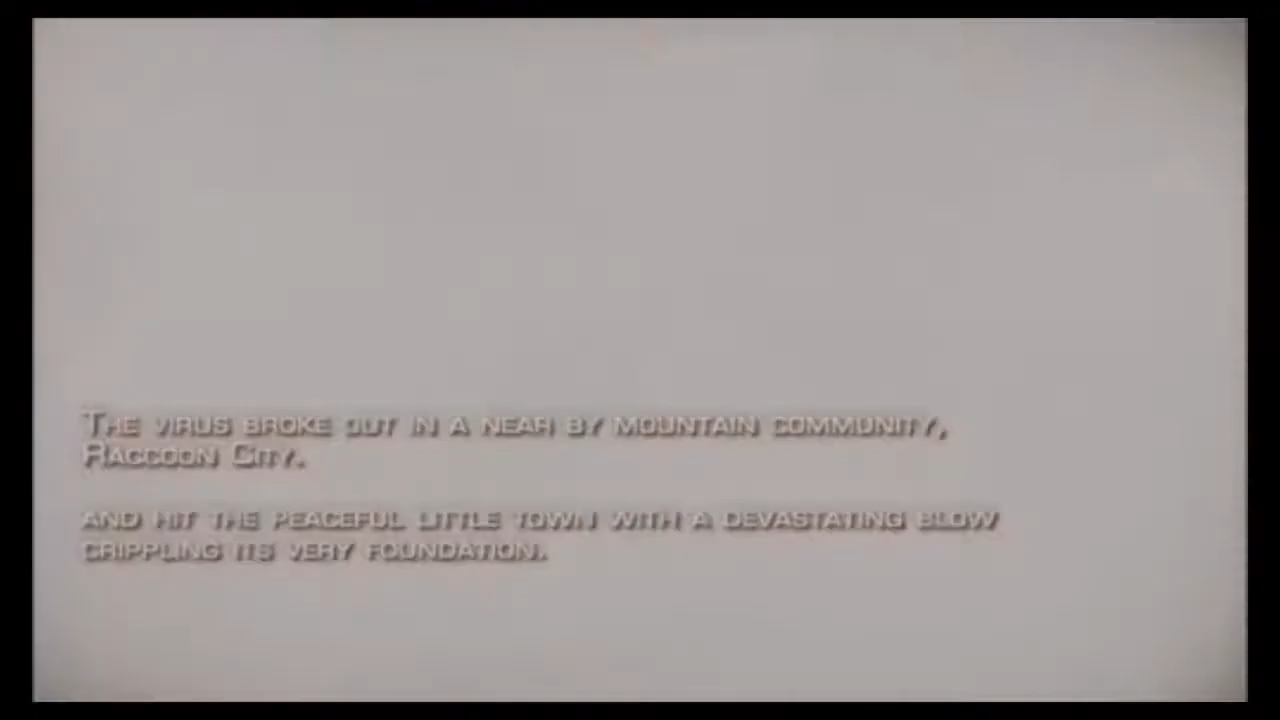 The virus broke out in a near by mountain community,
Raccoon City.
and hit the peaceful little town with a devastating blow
crippling its very foundation.